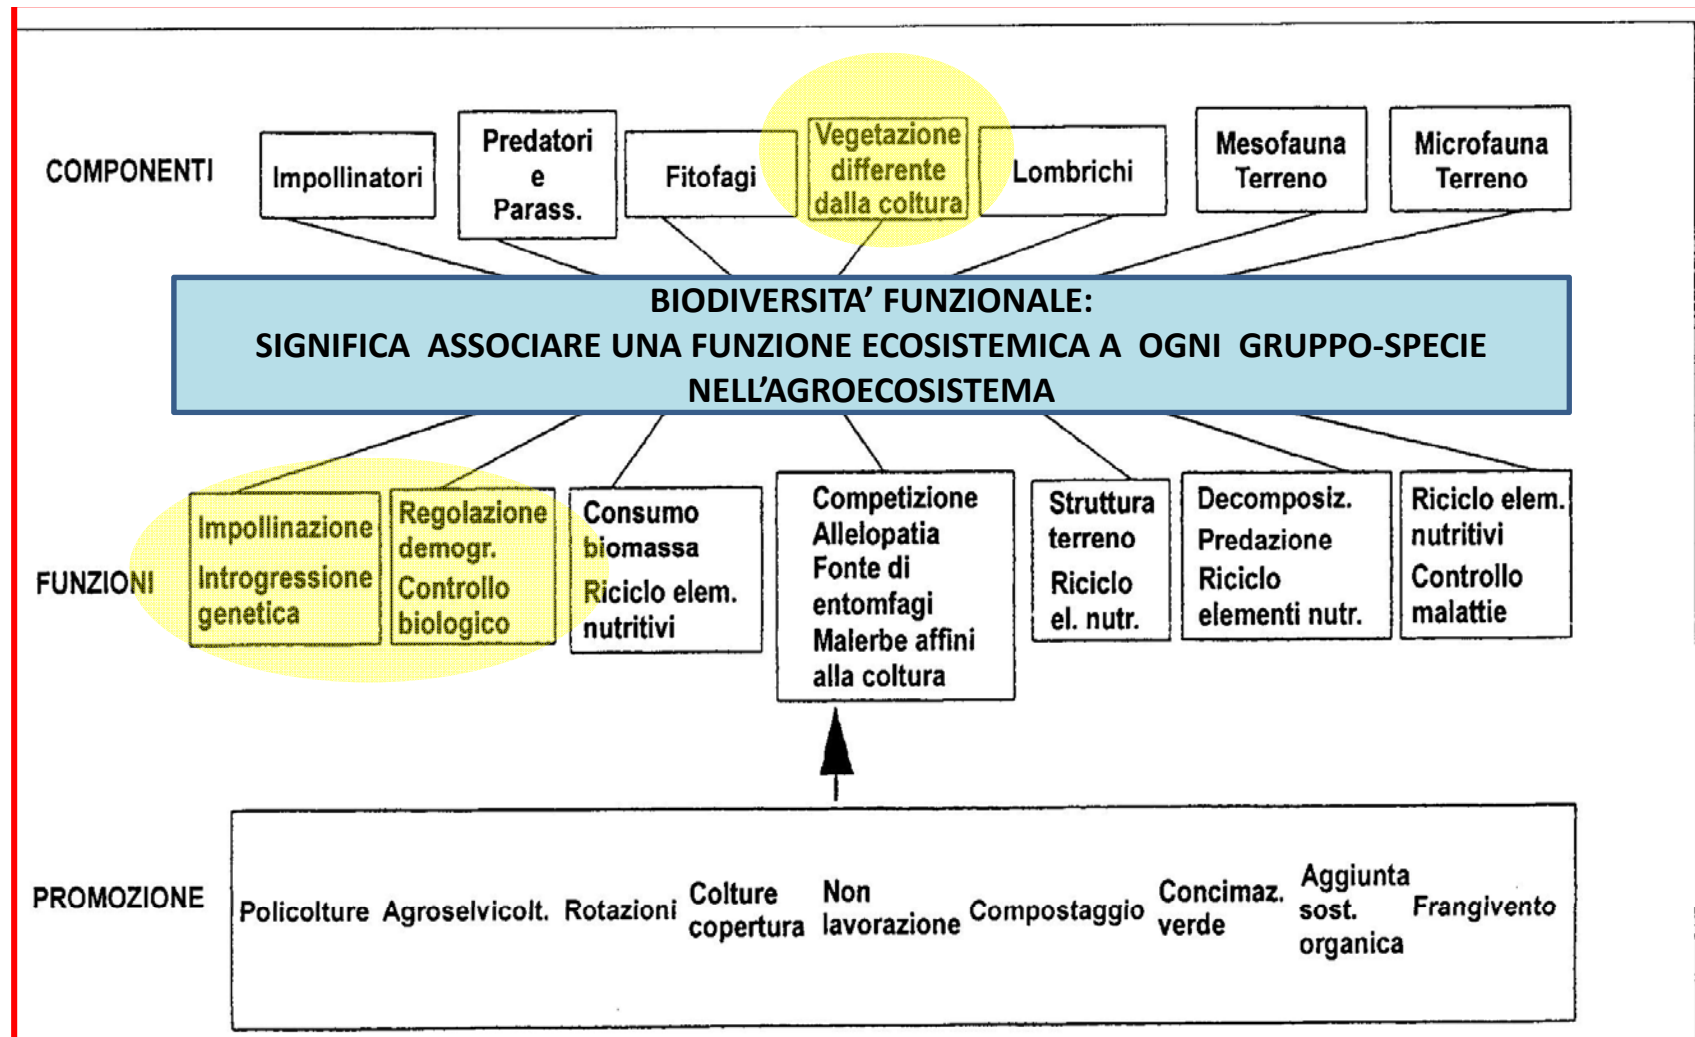 COMPONENTI
Impollinatori
Predatori
e
Parass.
Fitofagi
Vegetazione
differente
dalla coltura
Lombrichi
Mesofauna
Terreno
Microfauna
Terreno
BIODIVERSITA’ FUNZIONALE:
SIGNIFICA ASSOCIARE UNA FUNZIONE ECOSISTEMICA A OGNI GRUPPO-SPECIE
NELL’AGROECOSISTEMA
FUNZIONI
Impollinazione
Introgressione
genetica
Regolazione
demogr.
Controllo
biologico
Consumo
biomassa
Riciclo elem.
nutritivi
Competizione
Allelopatia
Fonte di
entomfagi
Malerbe affini
alla coltura
Struttura
terreno
Riciclo
el. nutr.
Decomposiz.
Predazione
Riciclo
elementi nutr.
Riciclo elem.
nutritivi
Controllo
malattie
PROMOZIONE
Policolture
Agroselvicolt.
Rotazioni
Colture
copertura
Non
lavorazione
Compostaggio
Concimaz.
verde
Aggiunta
sost.
organica
Frangivento